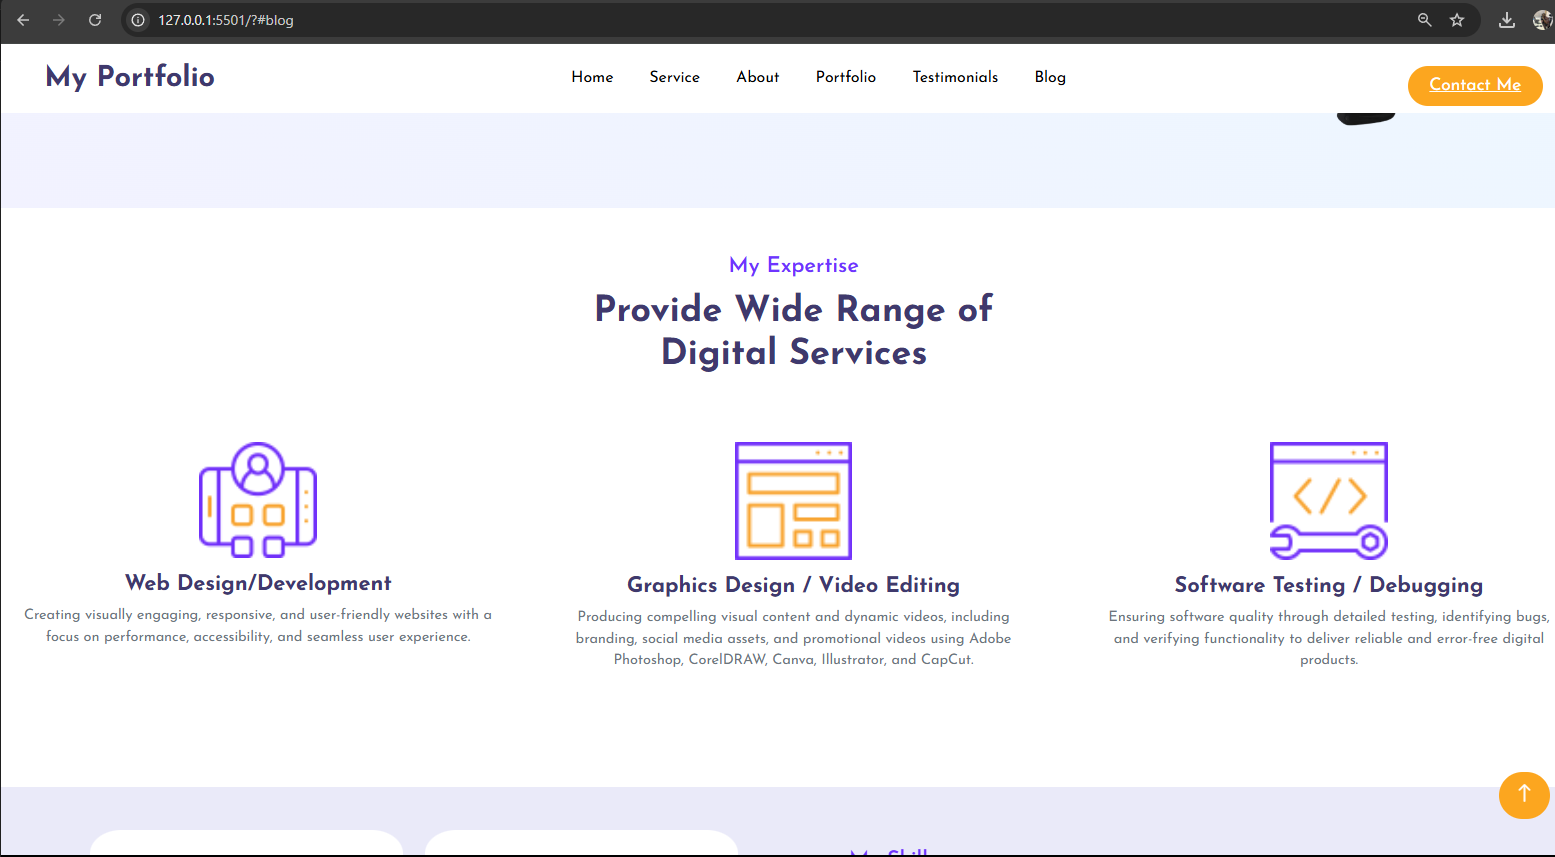 127.0.0.1:5501/?#blog
My Portfolio
Home
Service
About
Portfolio
Testimonials
Blog
Contact Me
My Expertise
Provide Wide Range of
Digital Services
Web Design/Development
Creating visually engaging, responsive, and user-friendly websites with a
focus on performance, accessibility, and seamless user experience.
Graphics Design / Video Editing
Producing compelling visual content and dynamic videos, including
branding, social media assets, and promotional videos using Adobe
Photoshop, CorelDRAW, Canva, Illustrator, and CapCut.
Software Testing / Debugging
Ensuring software quality through detailed testing, identifying bugs,
and verifying functionality to deliver reliable and error-free digital
products.
My Skill